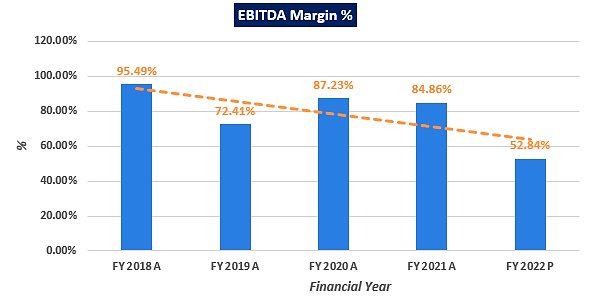 EBITDA Margin %
120.00%
100.00%
80.00%
60.00%
40.00%
20.00%
0.00%
%
95.49%
72.41%
87.23%
84.86%
52.84%
FY 2018 A
FY 2019 A
FY 2020 A
FY 2021 A
FY 2022 P
Financial Year